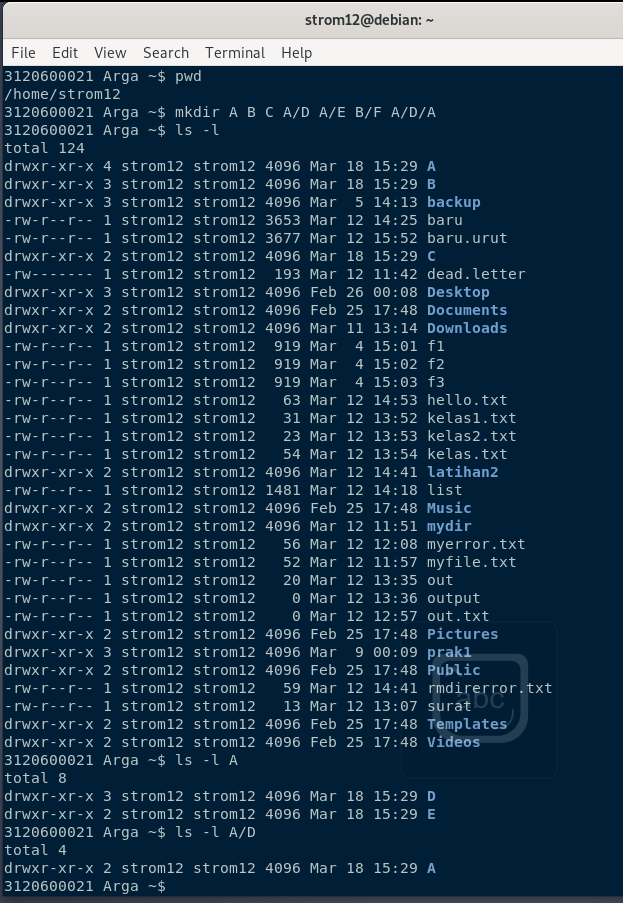 strom12@debian: ~
File Edit View Search Terminal Help
3120600021 Arga ~$ pwd
/home/strom12
3120600021 Arga ~$ mkdir A B C A/D A/E B/F A/D/A
3120600021 Arga ~$ ls -l
total 124
drwxr-xr-x 4 strom12 strom12 4096 Mar 18 15:29 A
drwxr-xr-x 3 strom12 strom12 4096 Mar 18 15:29 B
drwxr-xr-x 3 strom12 strom12 4096 Mar  5 14:13 backup
-rw-r--r-- 1 strom12 strom12 3653 Mar 12 14:25 baru
-rw-r--r-- 1 strom12 strom12 3677 Mar 12 15:52 baru.urut
drwxr-xr-x 2 strom12 strom12 4096 Mar 18 15:29 C
-rw------- 1 strom12 strom12  193 Mar 12 11:42 dead.letter
drwxr-xr-x 3 strom12 strom12 4096 Feb 26 00:08 Desktop
drwxr-xr-x 2 strom12 strom12 4096 Feb 25 17:48 Documents
drwxr-xr-x 2 strom12 strom12 4096 Mar 11 13:14 Downloads
-rw-r--r-- 1 strom12 strom12  919 Mar  4 15:01 f1
-rw-r--r-- 1 strom12 strom12  919 Mar  4 15:02 f2
-rw-r--r-- 1 strom12 strom12  919 Mar  4 15:03 f3
-rw-r--r-- 1 strom12 strom12   63 Mar 12 14:53 hello.txt
-rw-r--r-- 1 strom12 strom12   31 Mar 12 13:52 kelas1.txt
-rw-r--r-- 1 strom12 strom12   23 Mar 12 13:53 kelas2.txt
-rw-r--r-- 1 strom12 strom12   54 Mar 12 13:54 kelas.txt
drwxr-xr-x 2 strom12 strom12 4096 Mar 12 14:41 latihan2
-rw-r--r-- 1 strom12 strom12 1481 Mar 12 14:18 list
drwxr-xr-x 2 strom12 strom12 4096 Feb 25 17:48 Music
drwxr-xr-x 2 strom12 strom12 4096 Mar 12 11:51 mydir
-rw-r--r-- 1 strom12 strom12   56 Mar 12 12:08 myerror.txt
-rw-r--r-- 1 strom12 strom12   52 Mar 12 11:57 myfile.txt
-rw-r--r-- 1 strom12 strom12   20 Mar 12 13:35 out
-rw-r--r-- 1 strom12 strom12    0 Mar 12 13:36 output
-rw-r--r-- 1 strom12 strom12    0 Mar 12 12:57 out.txt
drwxr-xr-x 2 strom12 strom12 4096 Feb 25 17:48 Pictures
drwxr-xr-x 3 strom12 strom12 4096 Mar  9 00:09 prak1
drwxr-xr-x 2 strom12 strom12 4096 Feb 25 17:48 Public
-rw-r--r-- 1 strom12 strom12   59 Mar 12 14:41 rmdirerror.txt
-rw-r--r-- 1 strom12 strom12   13 Mar 12 13:07 surat
drwxr-xr-x 2 strom12 strom12 4096 Feb 25 17:48 Templates
drwxr-xr-x 2 strom12 strom12 4096 Feb 25 17:48 Videos
abc
3120600021 Arga ~$ ls -l A
total 8
drwxr-xr-x 3 strom12 strom12 4096 Mar 18 15:29 D
drwxr-xr-x 2 strom12 strom12 4096 Mar 18 15:29 E
3120600021 Arga ~$ ls -l A/D
total 4
drwxr-xr-x 2 strom12 strom12 4096 Mar 18 15:29 A
3120600021 Arga ~$